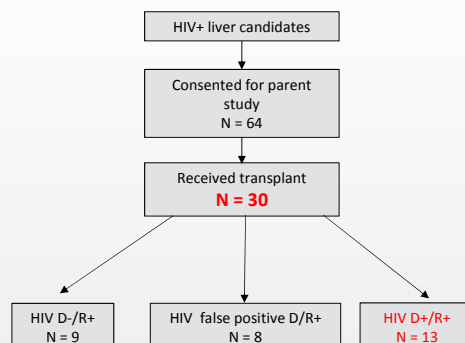 HIV+ liver candidates
Consented for parent
study
N = 64
Received transplant
N = 30
HIV D-/R+
N = 9
HIV false positive D/R+
N = 8
HIV D+/R+
N = 13